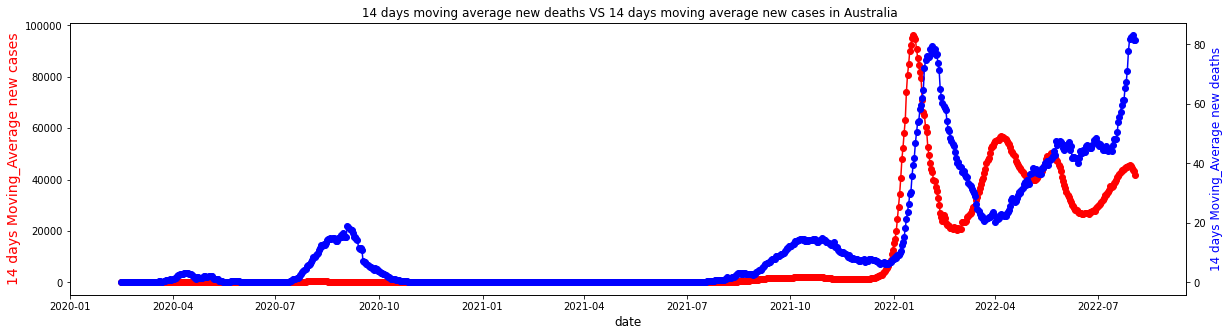 14 days moving average new deaths VS 14 days moving average new cases in Australia
14 days Moving_Average new cases
100000
80000
60000
40000
20000
0
80
60
40
20
0
14 days Moving_Average new deaths
2020-01 2020-04 2020-07 2020-10 2021-01 2021-04 2021-07 2021-10 2022-01 2022-04 2022-07
date